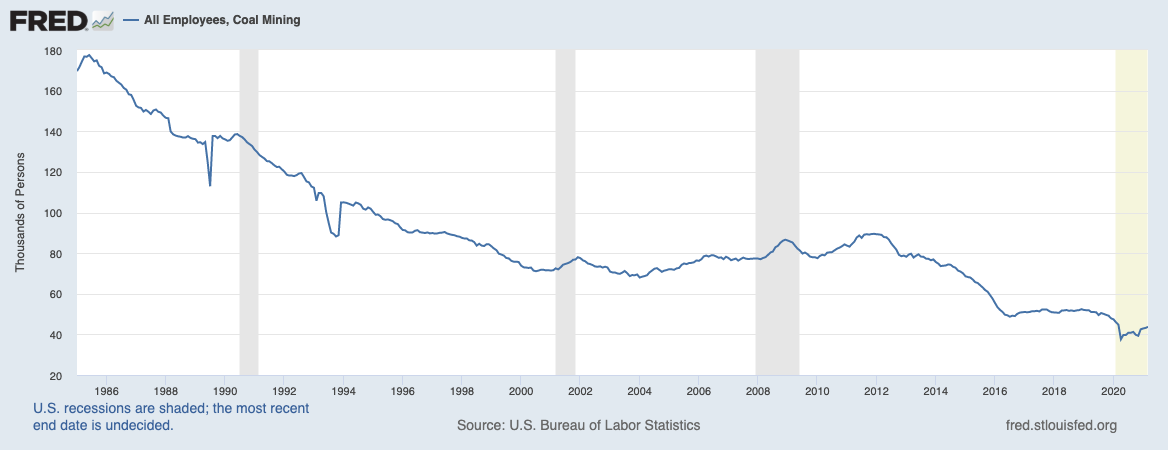 FRED
All Employees, Coal Mining
180
160
140
120
100
80
60
40
20
Thousands of Persons
1986 1988 1990 1992 1994 1996 1998 2000 2002 2004 2006 2008 2010 2012 2014 2016 2018 2020
U.S. recessions are shaded; the most recent
end date is undecided.
Source: U.S. Bureau of Labor Statistics
fred.stlouisfed.org